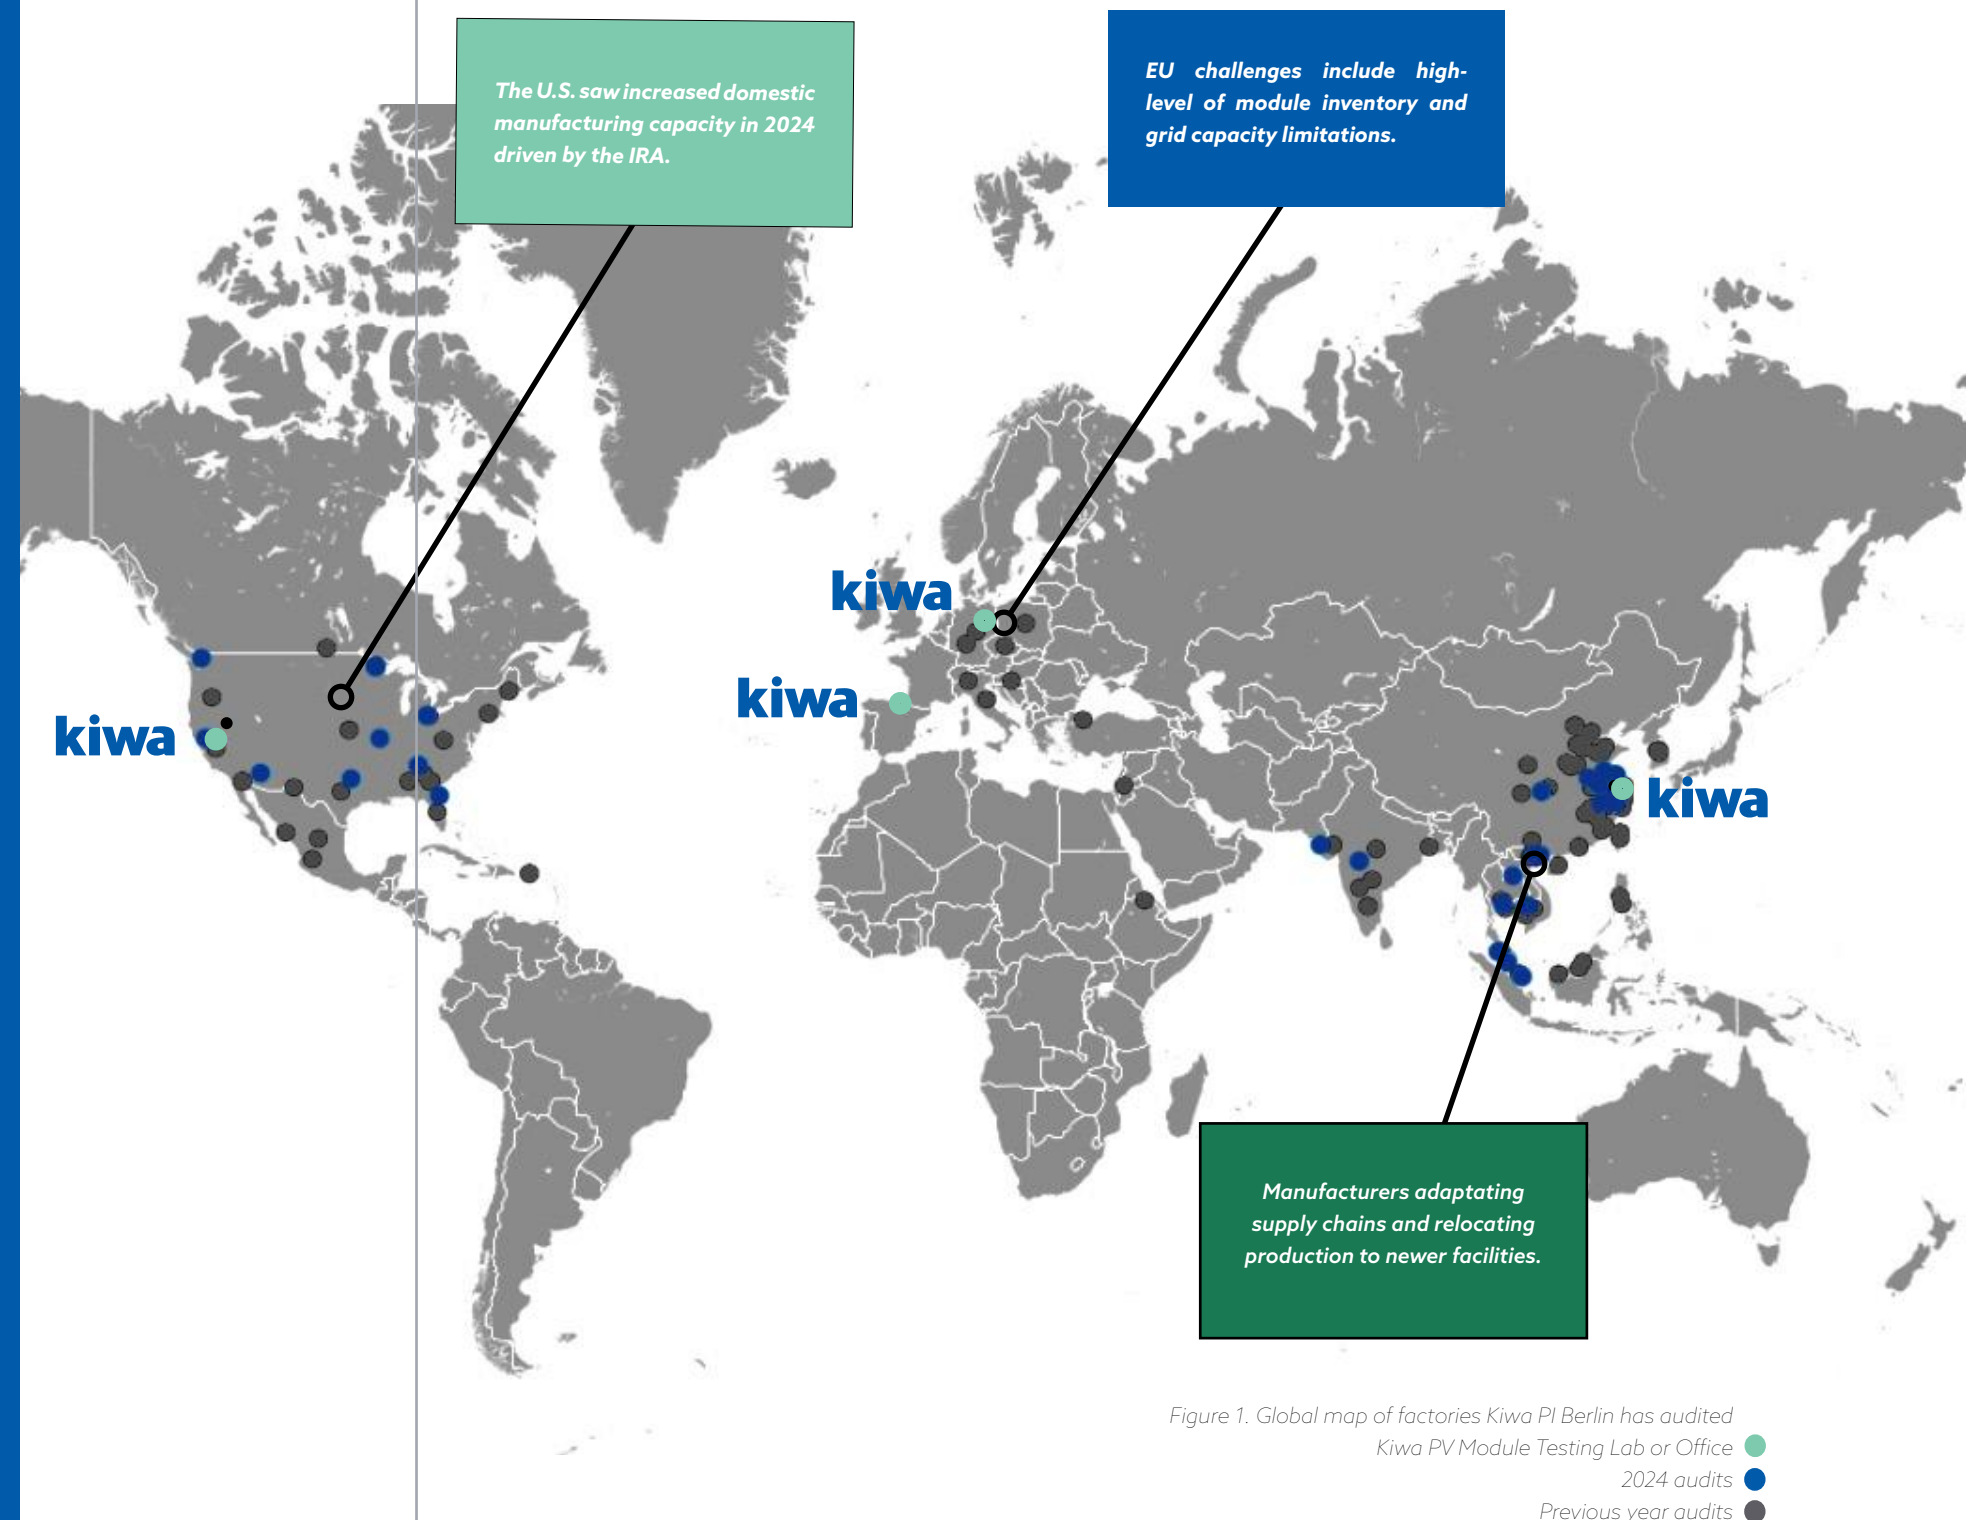 The U.S. saw increased domestic
manufacturing capacity in 2024
driven by the IRA.
EU challenges include high-
level of module inventory and
grid capacity limitations.
kiwa
kiwa
kiwa
kiwa
Manufacturers adaptating
supply chains and relocating
production to newer facilities.
Figure 1. Global map of factories Kiwa PI Berlin has audited
Kiwa PV Module Testing Lab or Office
2024 audits
Previous year audits